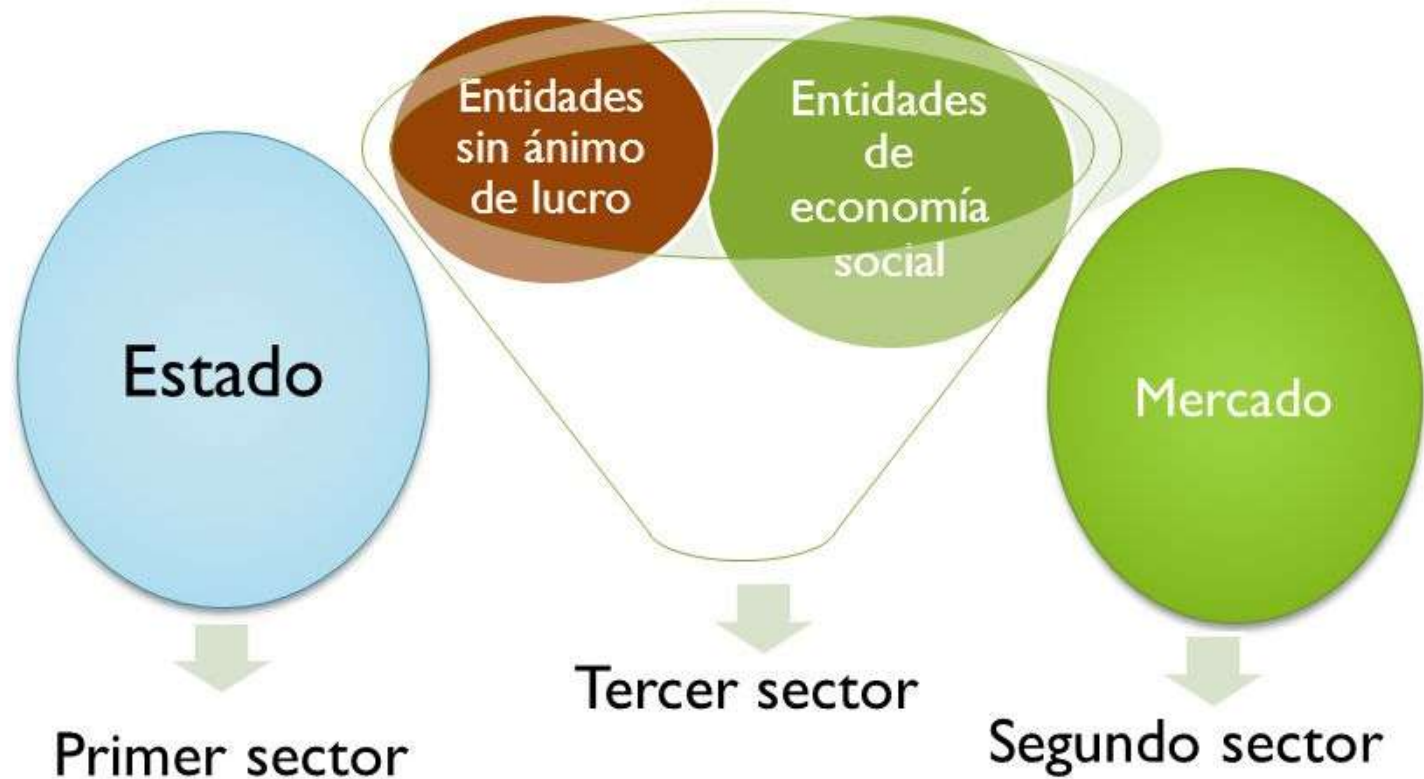 Entidades
sin ánimo
de lucro
Entidades
de
economía
social
Estado
Mercado
Tercer sector
Primer sector
Segundo sector